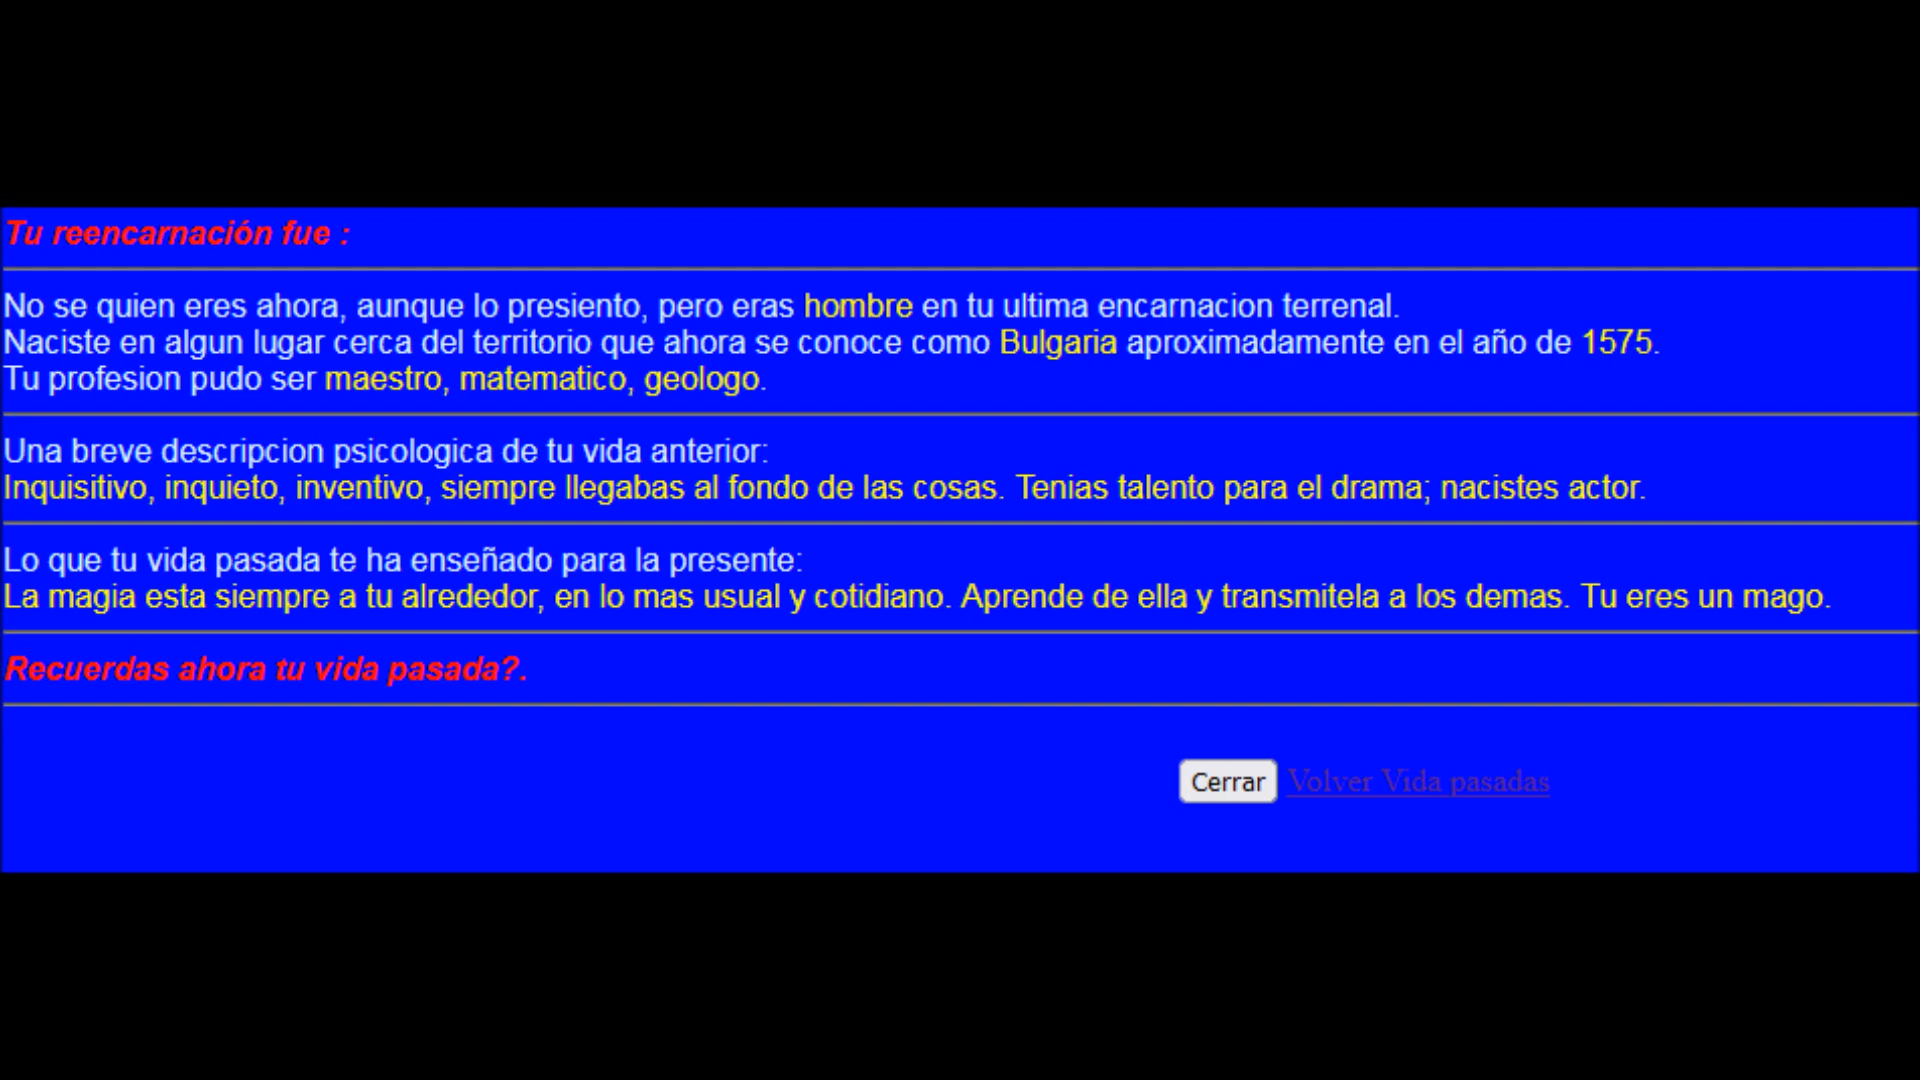 Tu reencarnación fue :
No se quien eres ahora, aunque lo presiento, pero eras hombre en tu ultima encarnacion terrenal.
Naciste en algun lugar cerca del territorio que ahora se conoce como Bulgaria aproximadamente en el año de 1575.
Tu profesion pudo ser maestro, matematico, geologo.
Una breve descripcion psicologica de tu vida anterior:
Inquisitivo, inquieto, inventivo, siempre llegabas al fondo de las cosas. Tenias talento para el drama; nacistes actor.
Lo que tu vida pasada te ha enseñado para la presente:
La magia esta siempre a tu alrededor, en lo mas usual y cotidiano. Aprende de ella y transmitela a los demas. Tu eres un mago.
Recuerdas ahora tu vida pasada?.
Cerrar Volver Vida pasadas